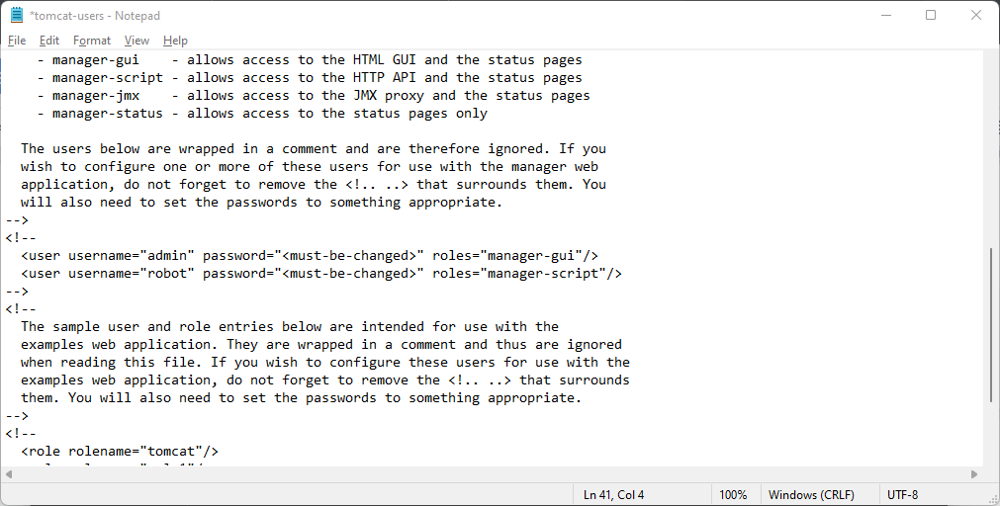 *tomcat-users - Notepad
File Edit Format View Help
- manager-gui    - allows access to the HTML GUI and the status pages
- manager-script - allows access to the HTTP API and the status pages
- manager-jmx    - allows access to the JMX proxy and the status pages
- manager-status - allows access to the status pages only
The users below are wrapped in a comment and are therefore ignored. If you
wish to configure one or more of these users for use with the manager web
application, do not forget to remove the <!.. ..> that surrounds them. You
will also need to set the passwords to something appropriate.
-->
<!--
<user username="admin" password="<must-be-changed>" roles="manager-gui"/>
<user username="robot" password="<must-be-changed>" roles="manager-script"/>
-->
<!--
The sample user and role entries below are intended for use with the
examples web application. They are wrapped in a comment and thus are ignored
when reading this file. If you wish to configure these users for use with the
examples web application, do not forget to remove the <!.. ..> that surrounds
them. You will also need to set the passwords to something appropriate.
-->
<!--
<role rolename="tomcat"/>
Ln 41, Col 4 100% Windows (CRLF) UTF-8